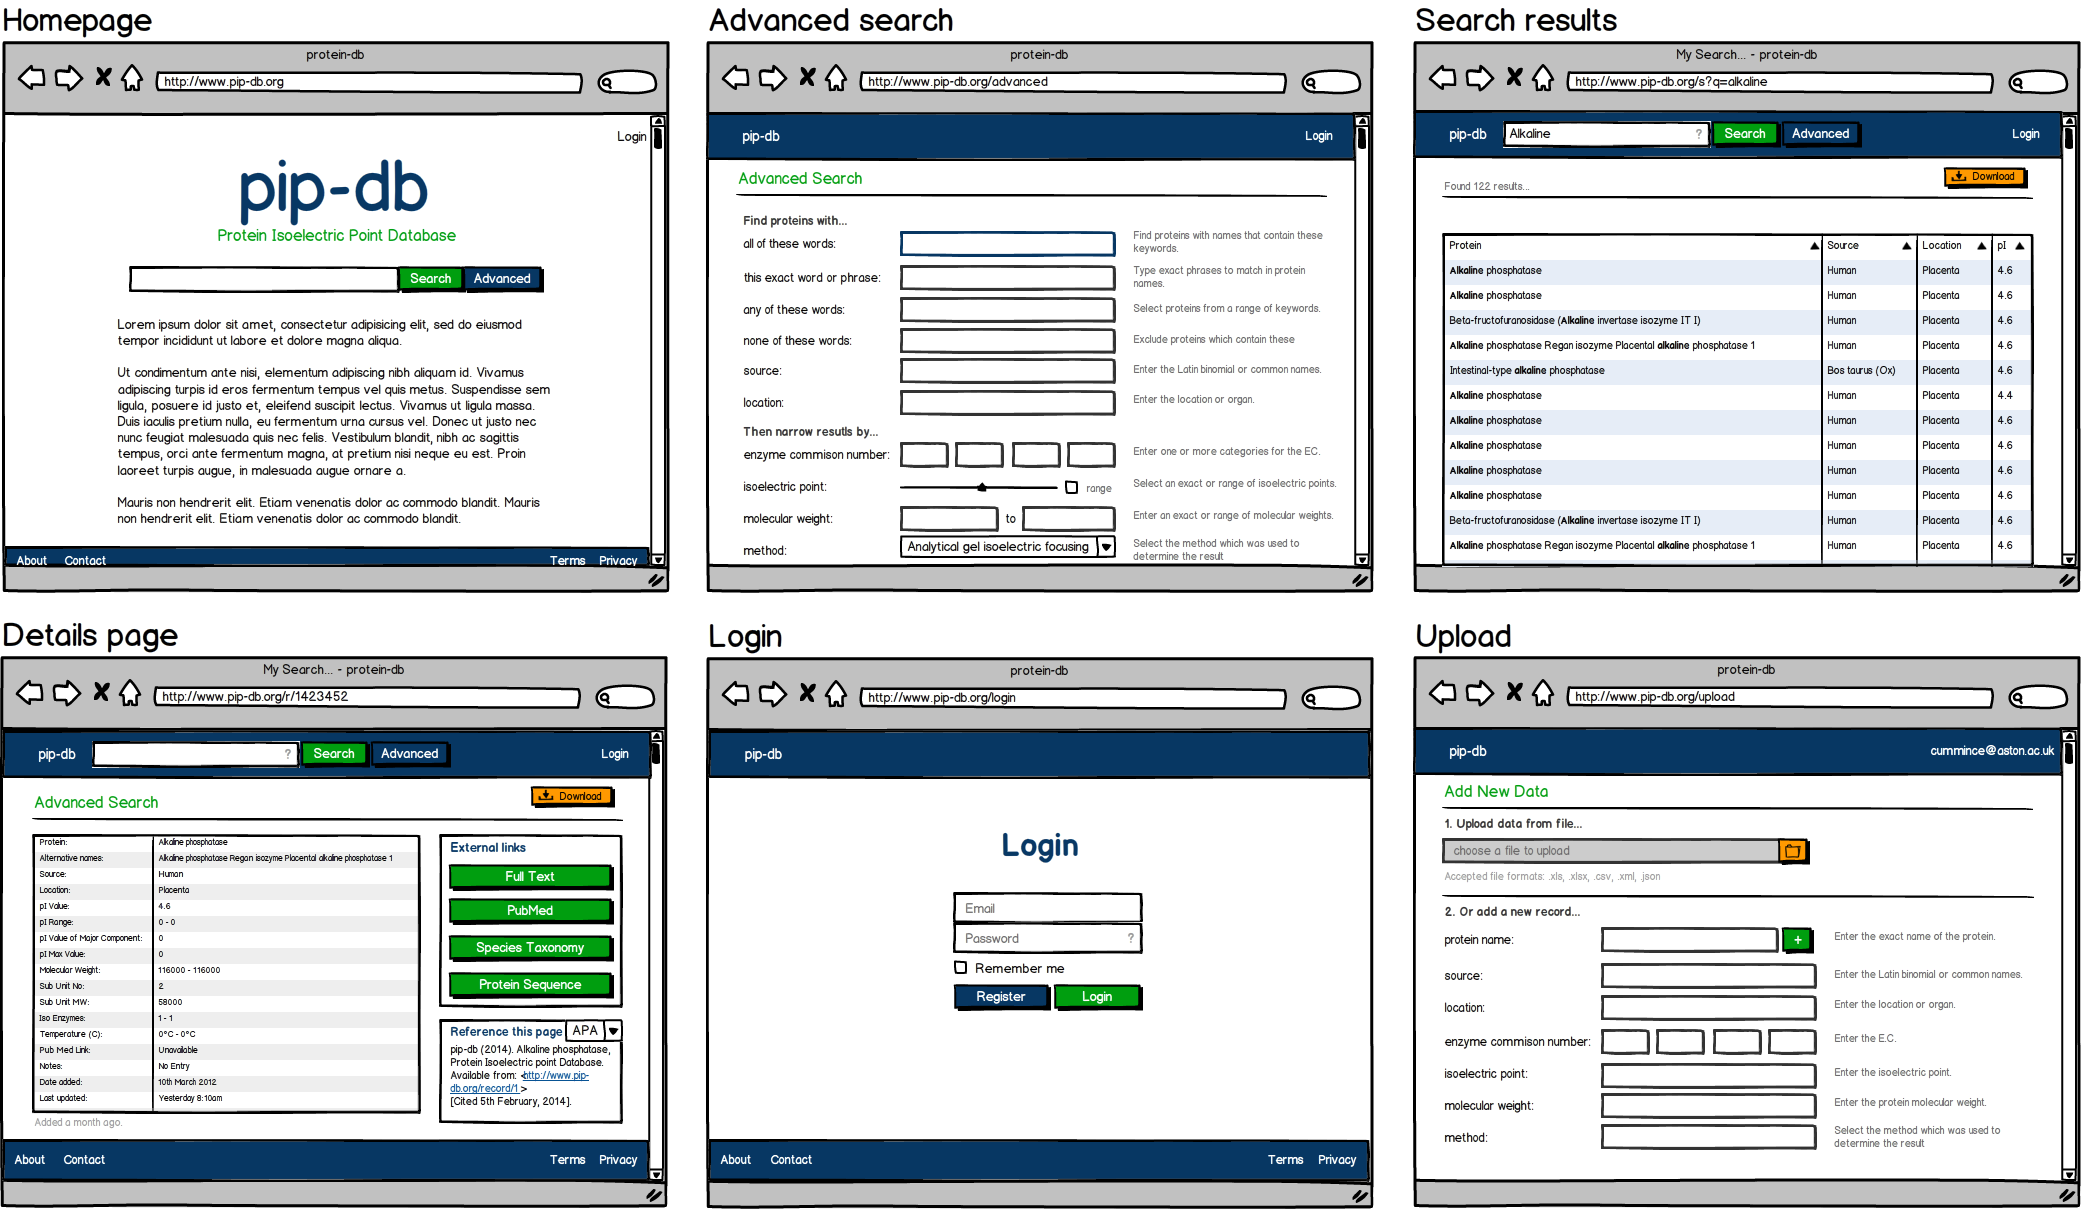 Homepage
protein-db
http://www.pip-db.org
Login
pip-db
Protein Isoelectric Point Database
Search Advanced
Lorem ipsum dolor sit amet, consectetur adipisicing elit, sed do eiusmod
tempor incididunt ut labore et dolore magna aliqua.
Ut condimentum ante nisi, elementum adipiscing nibh aliquam id. Vivamus
adipiscing turpis id eros fermentum tempus vel quis metus. Suspendisse sem
ligula, posuere id justo et, eleifend suscipit lectus. Vivamus ut ligula massa.
Duis iaculis pretium nulla, eu fermentum urna cursus vel. Donec ut justo nec
nunc feugiat malesuada quis nec felis. Vestibulum blandit, nibh ac sagittis
tempus, orci ante fermentum magna, at pretium nisi neque eu est. Proin
laoreet turpis augue, in malesuada augue ornare a.
Mauris non hendrerit elit. Etiam venenatis dolor ac commodo blandit. Mauris
non hendrerit elit. Etiam venenatis dolor ac commodo blandit.
About Contact Terms Privacy
Advanced search
protein-db
http://www.pip-db.org/advanced
pip-db Login
Advanced Search
Find proteins with...
all of these words: Find proteins with names that contain these
keywords.
this exact word or phrase: Type exact phrases to match in protein
names.
any of these words: Select proteins from a range of keywords.
none of these words: Exclude proteins which contain these
source: Enter the Latin binomial or common names.
location: Enter the location or organ.
Then narrow resutls by...
enzyme commison number: Enter one or more categories for the EC.
isoelectric point: range Select an exact or range of isoelectric points.
molecular weight: to Enter an exact or range of molecular weights.
method: Analytical gel isoelectric focusing Select the method which was used to
determine the result
Search results
My Search... - protein-db
http://www.pip-db.org/s?q=alkaline
pip-db Alkaline ? Search Advanced Login
Found 122 results... Download
Protein Source Location pI
Alkaline phosphatase Human Placenta 4.6
Alkaline phosphatase Human Placenta 4.6
Beta-fructofuranosidase (Alkaline invertase isozyme IT I) Human Placenta 4.6
Alkaline phosphatase Regan isozyme Placental alkaline phosphatase 1 Human Placenta 4.6
Intestinal-type alkaline phosphatase Bos taurus (Ox) Placenta 4.6
Alkaline phosphatase Human Placenta 4.4
Alkaline phosphatase Human Placenta 4.6
Alkaline phosphatase Human Placenta 4.6
Alkaline phosphatase Human Placenta 4.6
Alkaline phosphatase Human Placenta 4.6
Beta-fructofuranosidase (Alkaline invertase isozyme IT I) Human Placenta 4.6
Alkaline phosphatase Regan isozyme Placental alkaline phosphatase 1 Human Placenta 4.6
Details page
My Search... - protein-db
http://www.pip-db.org/r/1423452
pip-db ? Search Advanced Login
Advanced Search Download
Protein: Alkaline phosphatase
Alternative names: Alkaline phosphatase Regan isozyme Placental alkaline phosphatase 1
Source: Human
Location: Placenta
pI Value: 4.6
pI Range: 0 - 0
pI Value of Major Component: 0
pI Max Value: 0
Molecular Weight: 116000 - 116000
Sub Unit No: 2
Sub Unit MW: 58000
Iso Enzymes: 1 - 1
Temperature (C): 0°C - 0°C
Pub Med Link: Unavailable
Notes: No Entry
Date added: 10th March 2012
Last updated: Yesterday 8:10am
Added a month ago.
External links
Full Text
PubMed
Species Taxonomy
Protein Sequence
Reference this page APA
pip-db (2014). Alkaline phosphatase,
Protein Isoelectric point Database.
Available from: <http://www.pip-
db.org/record/1 >
[Cited 5th February, 2014].
About Contact Terms Privacy
Login
protein-db
http://www.pip-db.org/login
pip-db
Login
Email
Password ?
Remember me
Register Login
About Contact Terms Privacy
Upload
protein-db
http://www.pip-db.org/upload
pip-db cummince@aston.ac.uk
Add New Data
1. Upload data from file...
choose a file to upload
Accepted file formats: .xls, .xlsx, .csv, .xml, .json
2. Or add a new record...
protein name: + Enter the exact name of the protein.
source: Enter the Latin binomial or common names.
location: Enter the location or organ.
enzyme commison number: Enter the E.C.
isoelectric point: Enter the isoelectric point.
molecular weight: Enter the protein molecular weight.
method: Select the method which was used to
determine the result